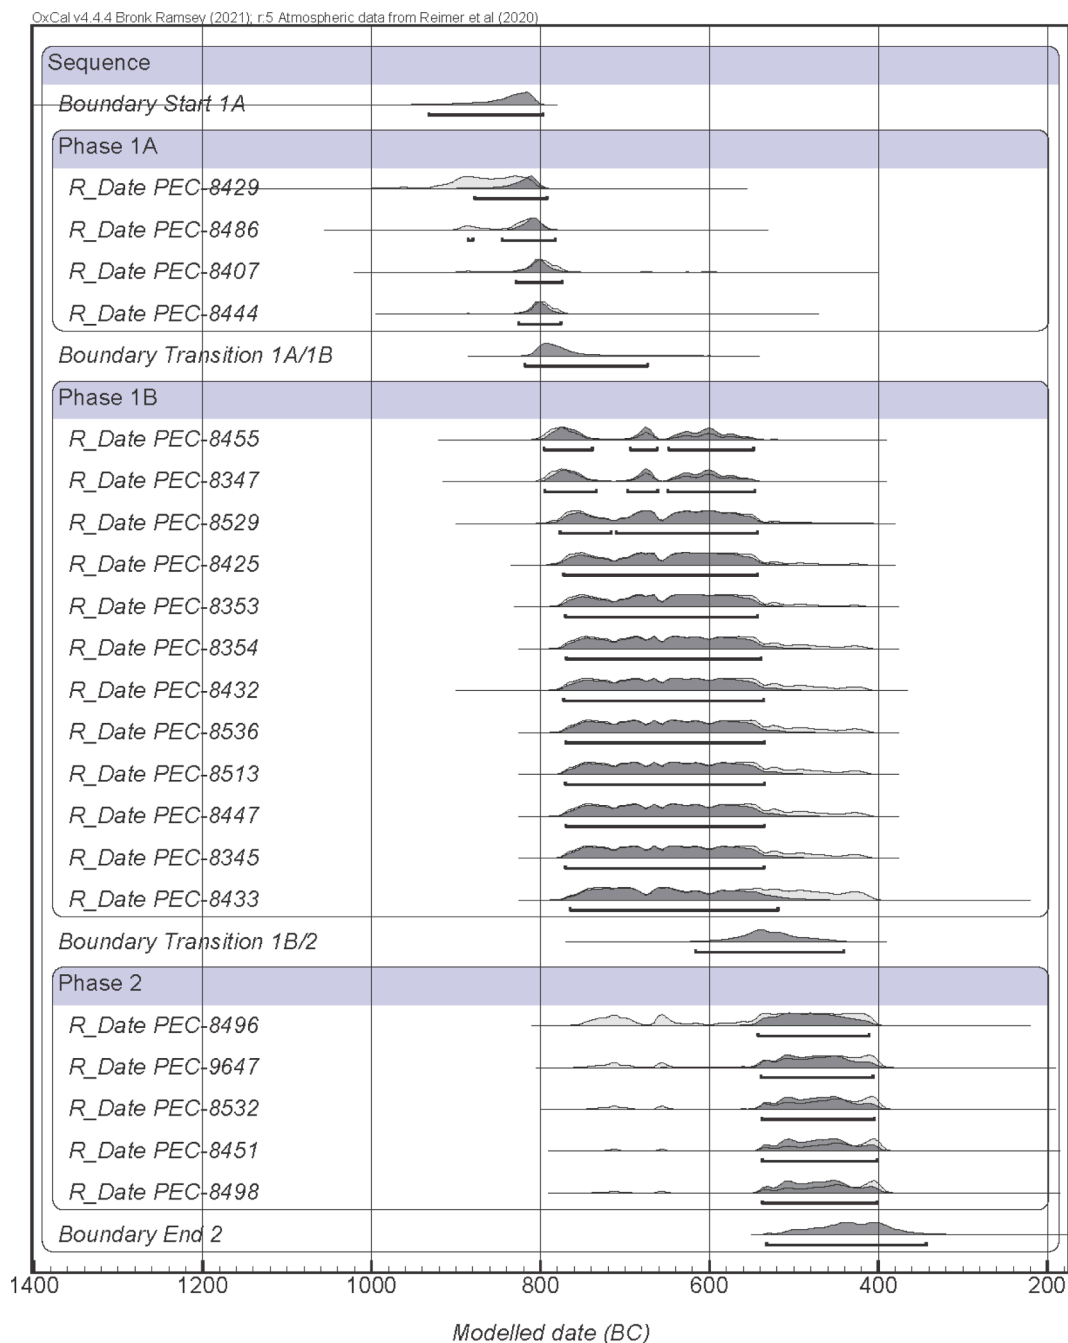 OxCal v4.4.4 Bronk Ramsey (2021); r:5 Atmospheric data from Reimer et al (2020)
Sequence
Boundary Start 1A
Phase 1A
R_Date PEC-8429
R_Date PEC-8486
R_Date PEC-8407
R_Date PEC-8444
Boundary Transition 1A/1B
Phase 1B
R_Date PEC-8455
R_Date PEC-8347
R_Date PEC-8529
R_Date PEC-8425
R_Date PEC-8353
R_Date PEC-8354
R_Date PEC-8432
R_Date PEC-8536
R_Date PEC-8513
R_Date PEC-8447
R_Date PEC-8345
R_Date PEC-8433
Boundary Transition 1B/2
Phase 2
R_Date PEC-8496
R_Date PEC-9647
R_Date PEC-8532
R_Date PEC-8451
R_Date PEC-8498
Boundary End 2
1400 1200 1000 800 600 400 200
Modelled date (BC)